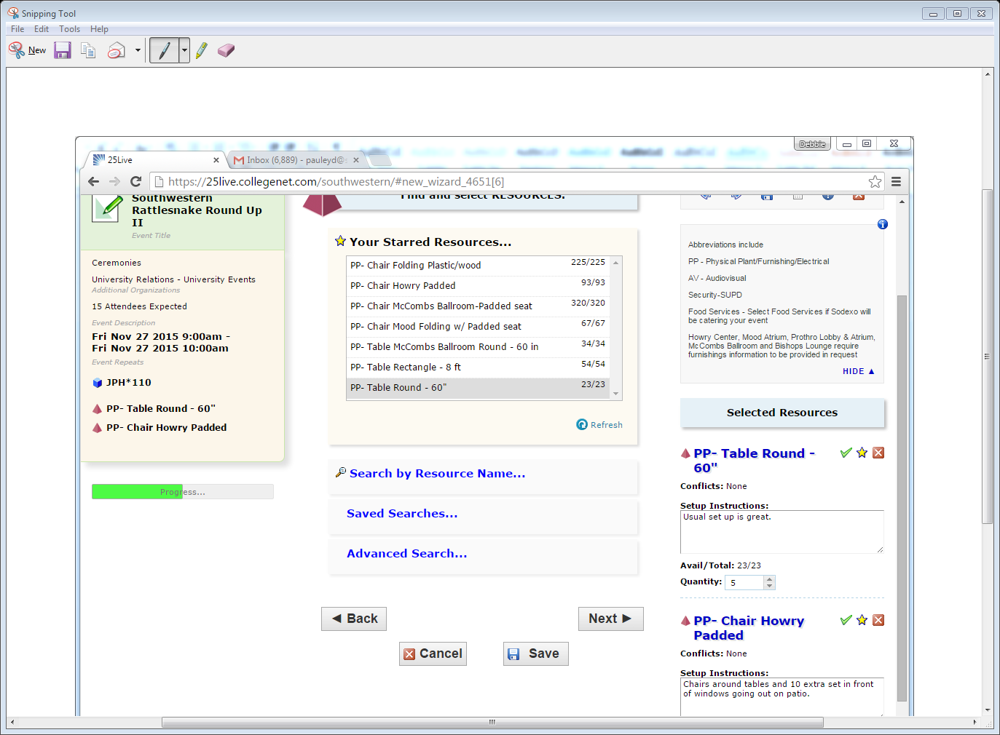 Snipping Tool
File Edit Tools Help
New
Debbie
25Live
Inbox (6,889) - pauleyd@
https://25live.collegenet.com/southwestern/#new_wizard_4651[6]
Southwestern
Rattlesnake Round Up
II
Event Title
Ceremonies
University Relations - University Events
Additional Organizations
15 Attendees Expected
Event Description
Fri Nov 27 2015 9:00am -
Fri Nov 27 2015 10:00am
Event Repeats
JPH*110
PP- Table Round - 60"
PP- Chair Howry Padded
Progress...
Find and select RESOURCES.
Your Starred Resources...
PP- Chair Folding Plastic/wood 225/225
PP- Chair Howry Padded 93/93
PP- Chair McCombs Ballroom-Padded seat 320/320
PP- Chair Mood Folding w/ Padded seat 67/67
PP- Table McCombs Ballroom Round - 60 in 34/34
PP- Table Rectangle - 8 ft 54/54
PP- Table Round - 60" 23/23
Refresh
Search by Resource Name...
Saved Searches...
Advanced Search...
Back
Next
Cancel
Save
Abbreviations include
PP - Physical Plant/Furnishing/Electrical
AV - Audiovisual
Security-SUPD
Food Services - Select Food Services if Sodexo will
be catering your event
Howry Center, Mood Atrium, Prothro Lobby & Atrium,
McCombs Ballroom and Bishops Lounge require
furnishings information to be provided in request
HIDE ▲
Selected Resources
PP- Table Round -
60"
Conflicts: None
Setup Instructions:
Usual set up is great.
Avail/Total: 23/23
Quantity: 5
PP- Chair Howry
Padded
Conflicts: None
Setup Instructions:
Chairs around tables and 10 extra set in front
of windows going out on patio.